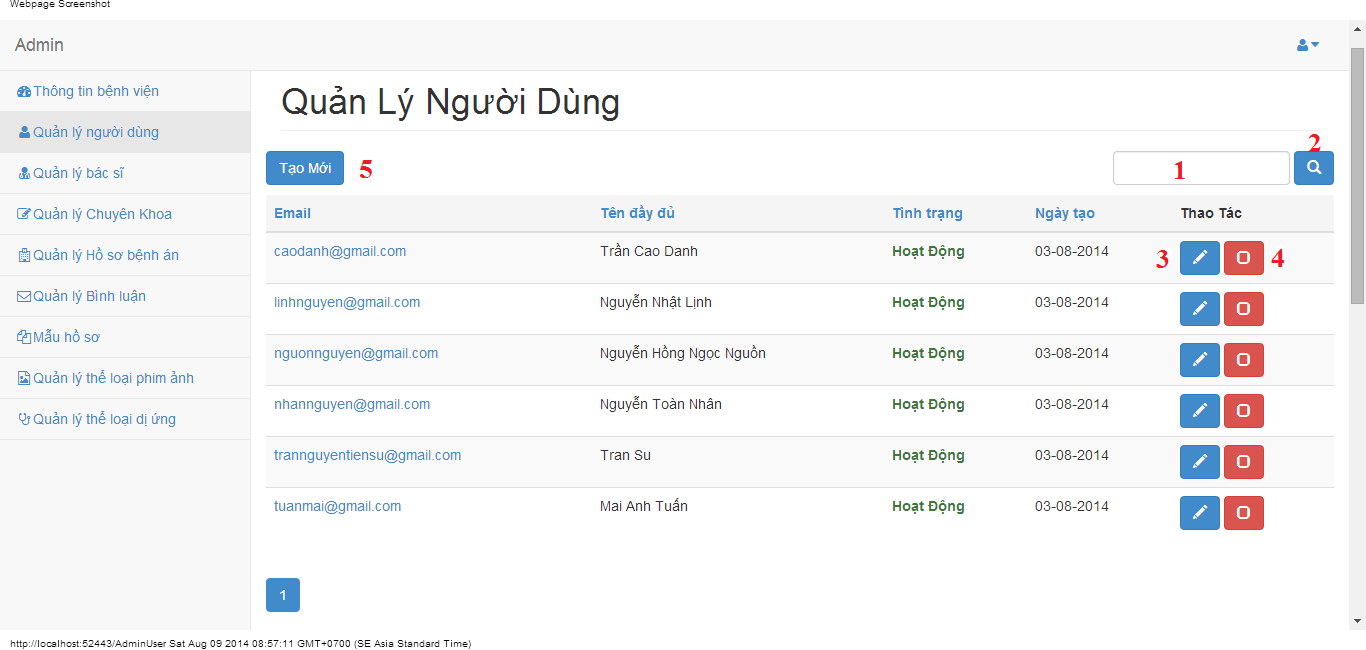 Webpage Screenshot
Admin
Thông tin bệnh viện
Quản lý người dùng
Quản lý bác sĩ
Quản lý Chuyên Khoa
Quản lý Hồ sơ bệnh án
Quản lý Bình luận
Mẫu hồ sơ
Quản lý thể loại phim ảnh
Quản lý thể loại dị ứng
Quản Lý Người Dùng
2
Tạo Mới 5 1
Email Tên đầy đủ Tình trạng Ngày tạo Thao Tác
caodanh@gmail.com Trần Cao Danh Hoạt Động 03-08-2014 3 4
linhnguyen@gmail.com Nguyễn Nhật Lịnh Hoạt Động 03-08-2014
nguonnguyen@gmail.com Nguyễn Hồng Ngọc Nguồn Hoạt Động 03-08-2014
nhannguyen@gmail.com Nguyễn Toàn Nhân Hoạt Động 03-08-2014
trannguyentiensu@gmail.com Tran Su Hoạt Động 03-08-2014
tuanmai@gmail.com Mai Anh Tuấn Hoạt Động 03-08-2014
1
http://localhost:52443/AdminUser Sat Aug 09 2014 08:57:11 GMT+0700 (SE Asia Standard Time)